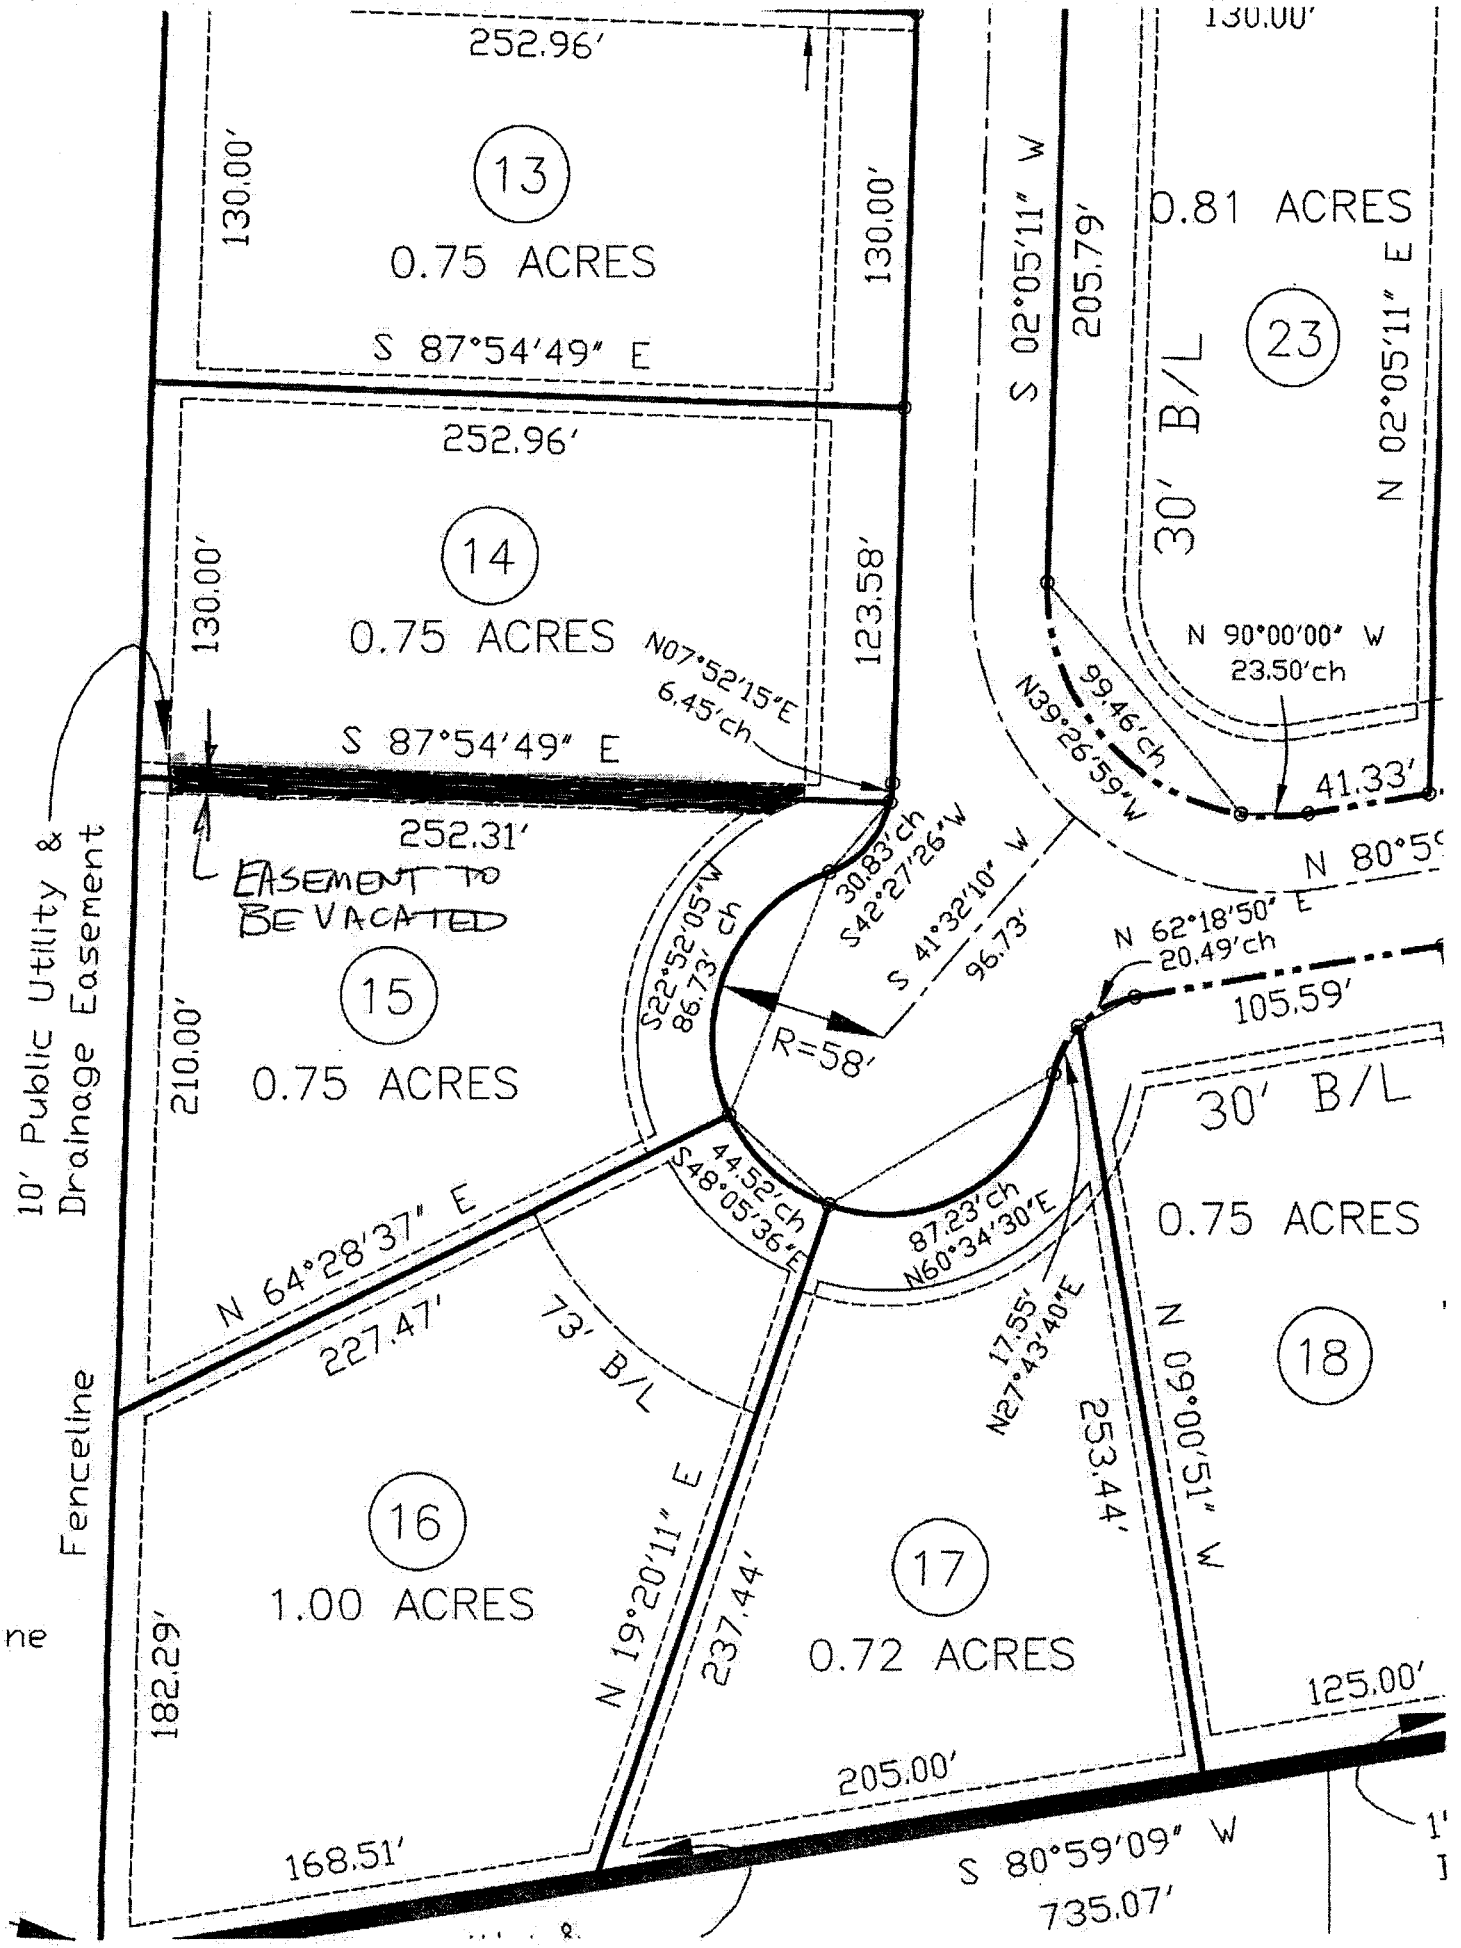 252.96'
130.00'
130.00'
13
0.75 ACRES
130.00'
S 87°54'49" E
252.96'
S 02°05'11" W
205.79'
0.81 ACRES
23
30' B/L
N 02°05'11" E
130.00'
14
0.75 ACRES
123.58'
N07°52'15"E
6.45'ch
S 87°54'49" E
252.31'
EASEMENT TO
BE VACATED
N 90°00'00" W
23.50'ch
99.46'ch
N39°26'59"W
41.33'
N 80°59
10' Public Utility &
Drainage Easement
15
0.75 ACRES
210.00'
S22°52'05"W
86.73' ch
30.83'ch
S42°27'26"W
S 41°32'10" W
96.73'
R=58'
N 62°18'50" E
20.49'ch
105.59'
30' B/L
N 64°28'37" E
227.47'
44.52'ch
S48°05'36"E
87.23'ch
N60°34'30"E
17.55'
N27°43'40"E
0.75 ACRES
18
73' B/L
Fenceline
16
1.00 ACRES
182.29'
N 19°20'11" E
237.44'
17
0.72 ACRES
253.44'
N 09°00'51" W
ne
168.51'
205.00'
125.00'
S 80°59'09" W
735.07'
1'
&